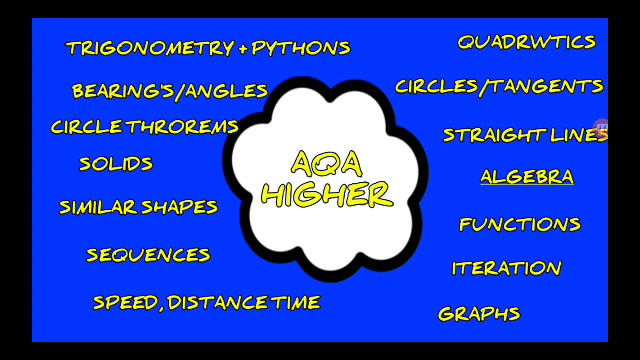 TRIGONOMETRY + PYTHONS
BEARING'S/ANGLES
CIRCLE THROREMS
SOLIDS
SIMILAR SHAPES
SEQUENCES
SPEED, DISTANCE TIME
AQA
HIGHER
QUADRWTICS
CIRCLES/TANGENTS
STRAIGHT LINES
ALGEBRA
FUNCTIONS
ITERATION
GRAPHS